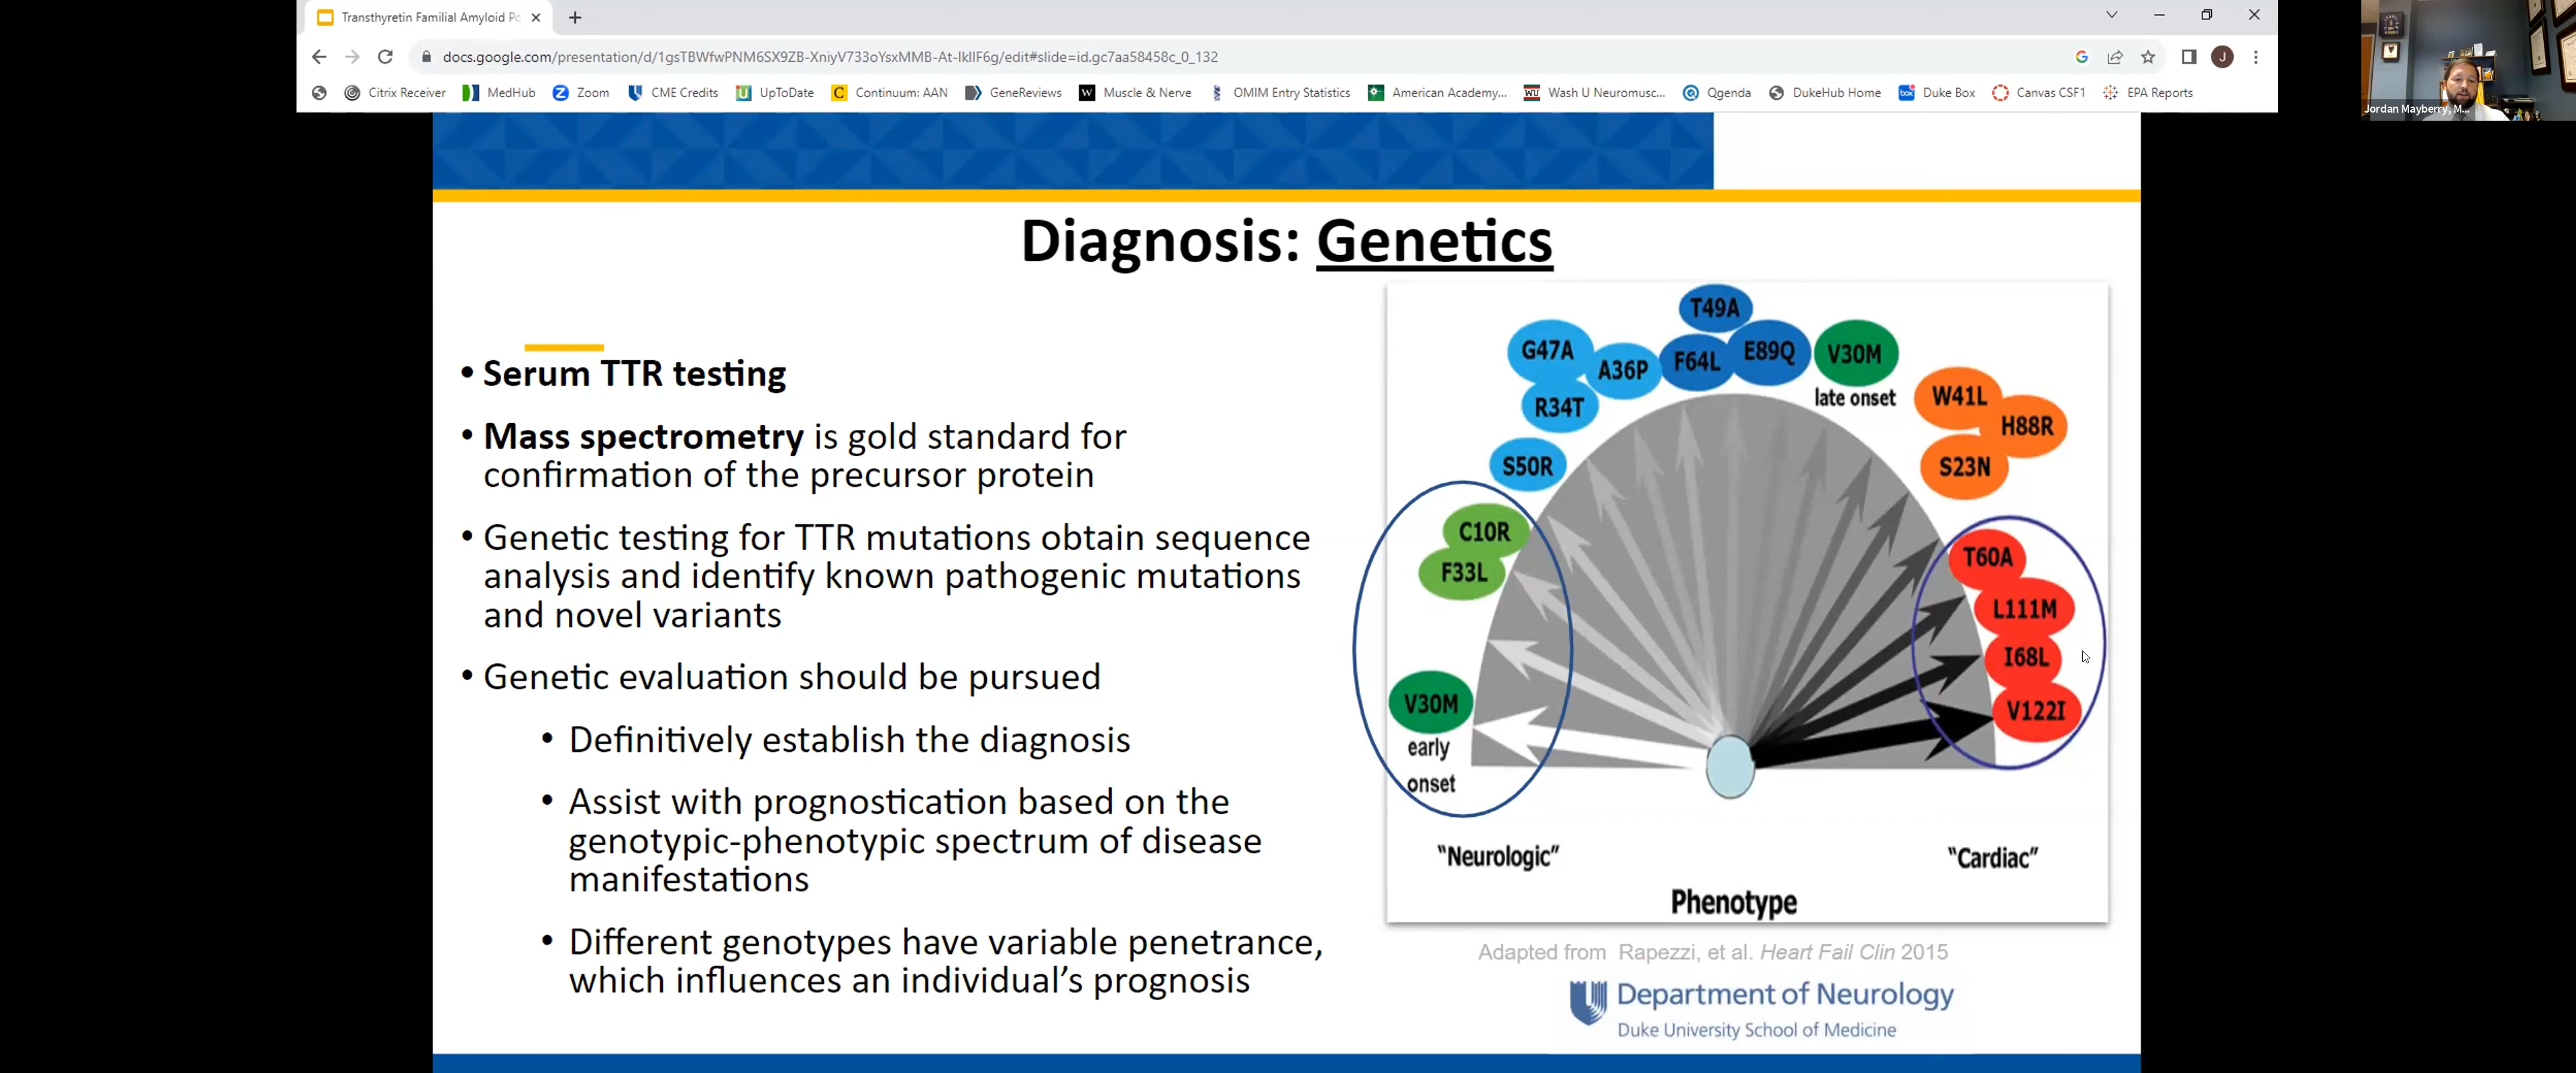 Transthyretin Familial Amyloid Po
docs.google.com/presentation/d/1gsTBWfwPNM6SX9ZB-XniyV733oYsxMMB-At-IklIF6g/edit#slide=id.gc7aa58458c_0_132
J
Citrix Receiver MedHub Zoom CME Credits UpToDate Continuum: AAN GeneReviews Muscle & Nerve OMIM Entry Statistics American Academy... Wash U Neuromusc... Qgenda DukeHub Home Duke Box Canvas CSF1 EPA Reports
Jordan Mayberry, M...
Diagnosis: Genetics
• Serum TTR testing
• Mass spectrometry is gold standard for
confirmation of the precursor protein
• Genetic testing for TTR mutations obtain sequence
analysis and identify known pathogenic mutations
and novel variants
• Genetic evaluation should be pursued
• Definitively establish the diagnosis
• Assist with prognostication based on the
genotypic-phenotypic spectrum of disease
manifestations
• Different genotypes have variable penetrance,
which influences an individual's prognosis
T49A
G47A
A36P
F64L
E89Q
V30M
late onset
R34T
S50R
W41L
H88R
S23N
C10R
F33L
V30M
early
onset
T60A
L111M
I68L
V122I
"Neurologic"
"Cardiac"
Phenotype
Adapted from Rapezzi, et al. Heart Fail Clin 2015
Department of Neurology
Duke University School of Medicine